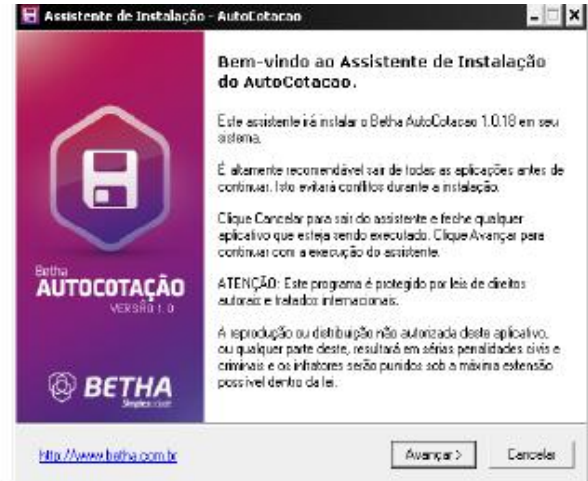 Assistente de Instalação - AutoCotacao
Bem-vindo ao Assistente de Instalação
do AutoCotacao.
Este assistente irá instalar o Betha AutoCotacao 1.0.18 em seu
sistema.
É altamente recomendável sair de todas as aplicações antes de
continuar. Isto evitará conflitos durante a instalação.
Clique Cancelar para sair do assistente e feche qualquer
aplicativo que esteja sendo executado. Clique Avançar para
continuar com a execução do assistente.
ATENÇÃO: Este programa é protegido por leis de direitos
autorais e tratados internacionais.
A reprodução ou distribuição não autorizada deste aplicativo,
ou qualquer parte deste, resultará em sérias penalidades civis e
criminais e os infratores serão punidos sob a máxima extensão
possível dentro da lei.
Betha
AUTOCOTAÇÃO
VERSÃO 1.0
BETHA
http://www.betha.com.br
Avançar >
Cancelar